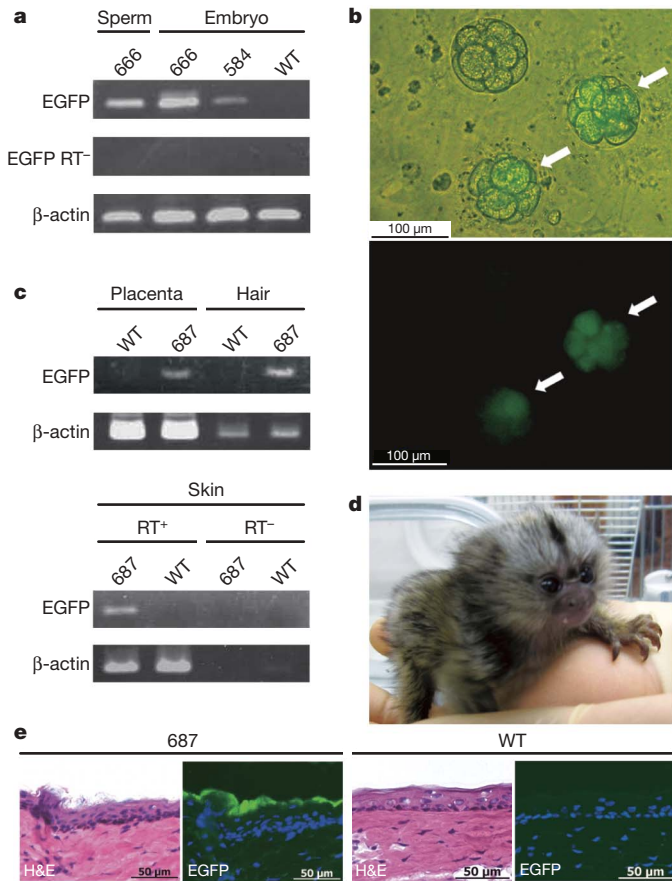 a
Sperm Embryo
666 666 584 WT
EGFP
EGFP RT⁻
β-actin
b
100 µm
100 µm
c
Placenta Hair
WT 687 WT 687
EGFP
β-actin
Skin
RT⁺ RT⁻
687 WT 687 WT
EGFP
β-actin
d
e
687 WT
H&E 50 µm EGFP 50 µm H&E 50 µm EGFP 50 µm